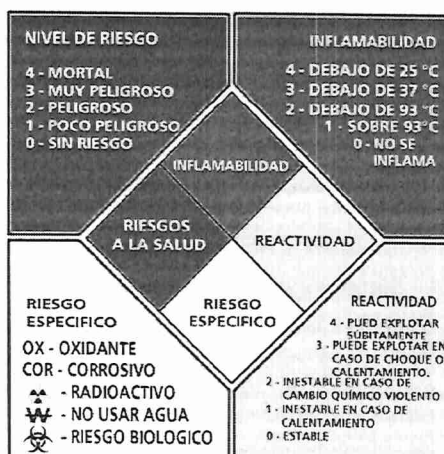 NIVEL DE RIESGO
4 - MORTAL
3 - MUY PELIGROSO
2 - PELIGROSO
1 - POCO PELIGROSO
0 - SIN RIESGO
INFLAMABILIDAD
4 - DEBAJO DE 25 °C
3 - DEBAJO DE 37 °C
2 - DEBAJO DE 93 °C
1 - SOBRE 93°C
0 - NO SE
INFLAMA
INFLAMABILIDAD
RIESGOS
A LA SALUD
REACTIVIDAD
RIESGO
ESPECIFICO
RIESGO
ESPECIFICO
OX - OXIDANTE
COR - CORROSIVO
- RADIOACTIVO
W - NO USAR AGUA
- RIESGO BIOLOGICO
REACTIVIDAD
4 - PUED EXPLOTAR
SÚBITAMENTE
3 - PUEDE EXPLOTAR EN
CASO DE CHOQUE O
CALENTAMIENTO.
2 - INESTABLE EN CASO DE
CAMBIO QUÍMICO VIOLENTO
1 - INESTABLE EN CASO DE
CALENTAMIENTO
0 - ESTABLE